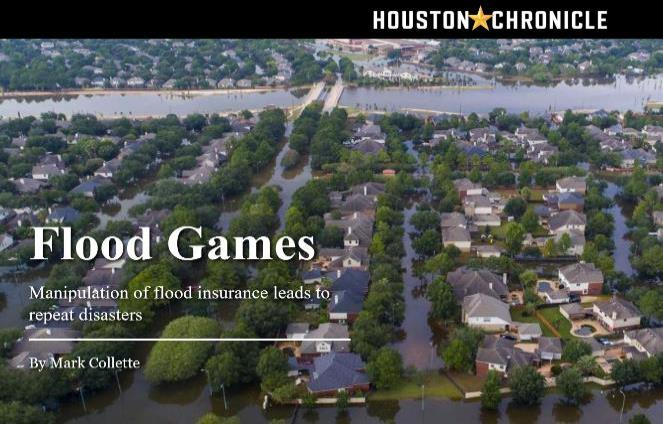 HOUSTON CHRONICLE
Flood Games
Manipulation of flood insurance leads to
repeat disasters
By Mark Collette